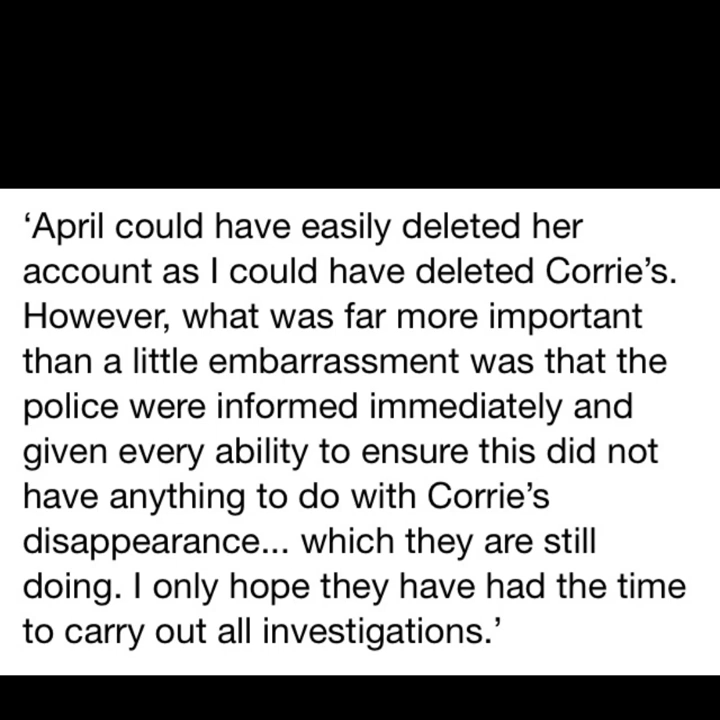 ‘April could have easily deleted her
account as I could have deleted Corrie’s.
However, what was far more important
than a little embarrassment was that the
police were informed immediately and
given every ability to ensure this did not
have anything to do with Corrie’s
disappearance... which they are still
doing. I only hope they have had the time
to carry out all investigations.’